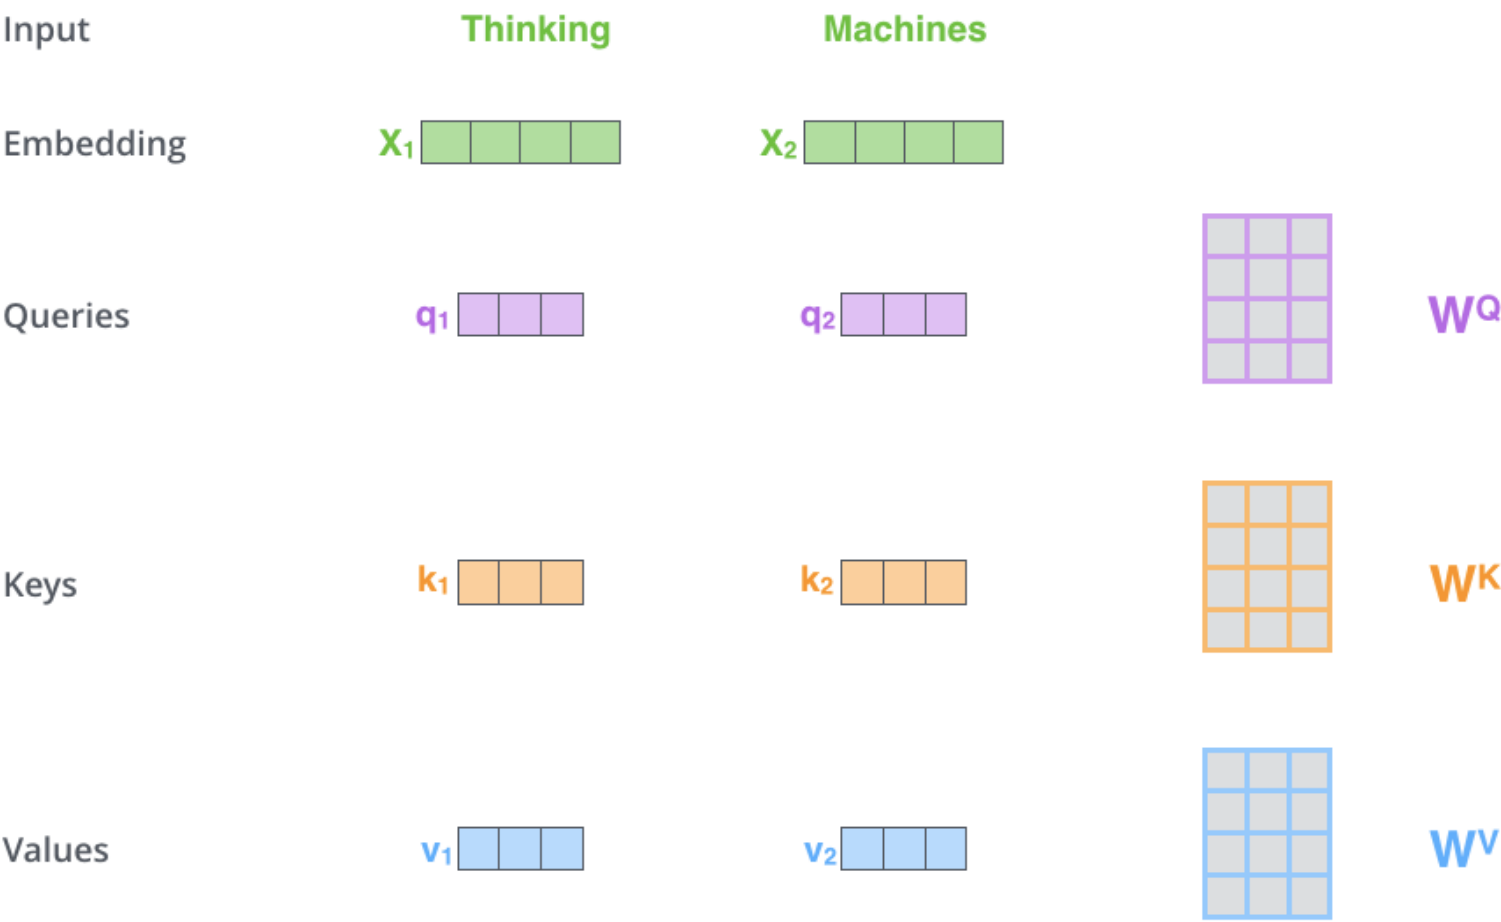 Input Thinking Machines
Embedding X1 X2
Queries q1 q2 WQ
Keys k1 k2 WK
Values v1 v2 WV